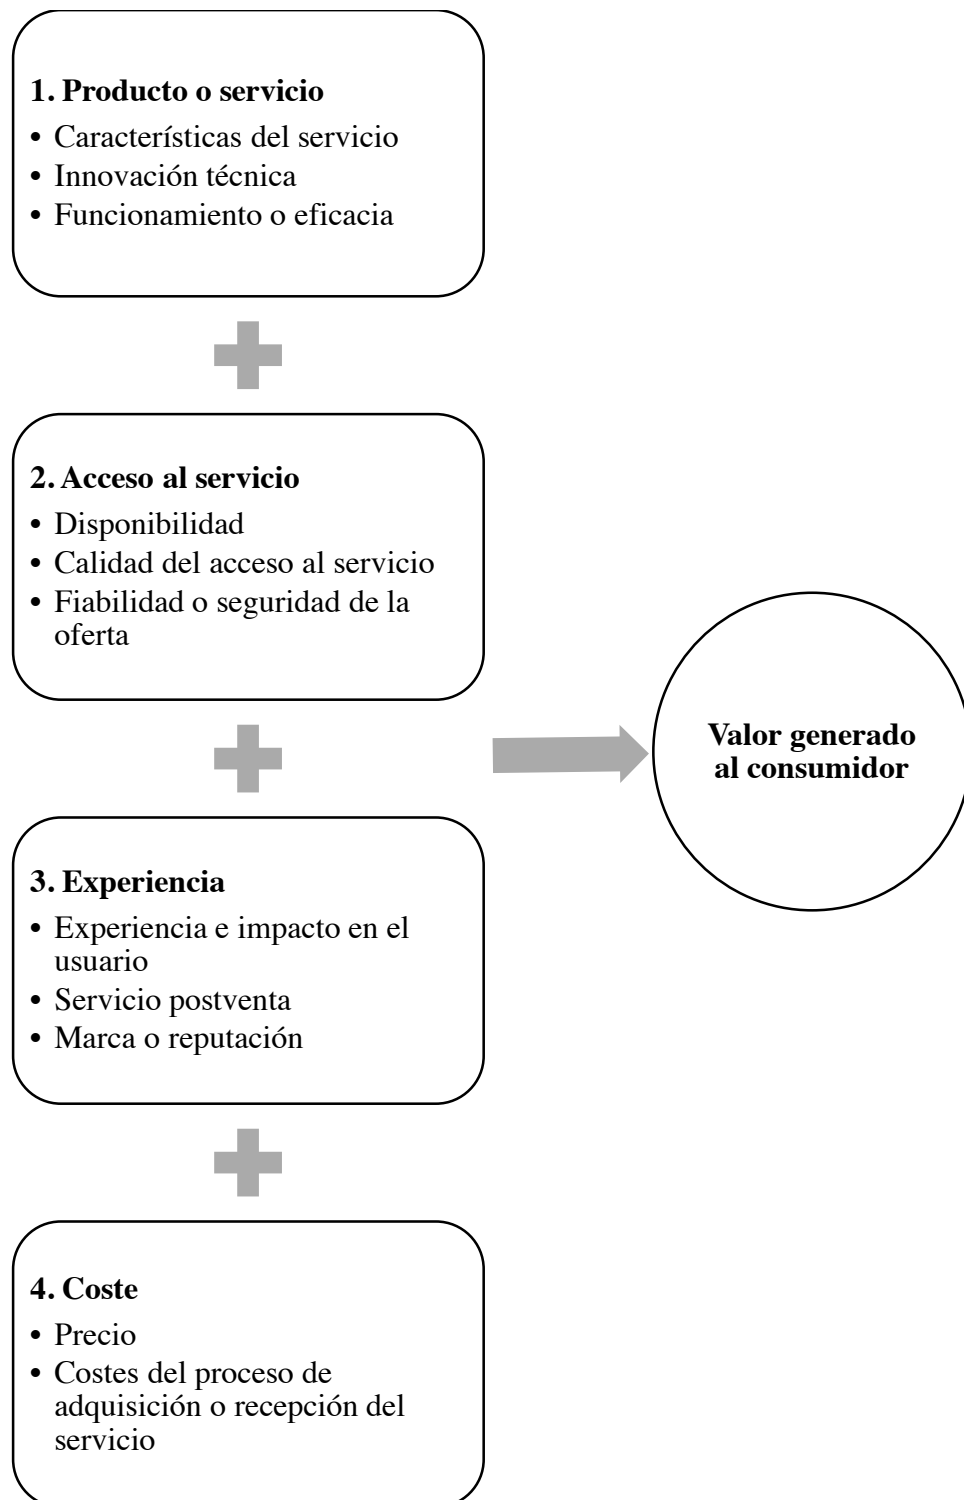 1. Producto o servicio
• Características del servicio
• Innovación técnica
• Funcionamiento o eficacia
2. Acceso al servicio
• Disponibilidad
• Calidad del acceso al servicio
• Fiabilidad o seguridad de la
oferta
Valor generado
al consumidor
3. Experiencia
• Experiencia e impacto en el
usuario
• Servicio postventa
• Marca o reputación
4. Coste
• Precio
• Costes del proceso de
adquisición o recepción del
servicio